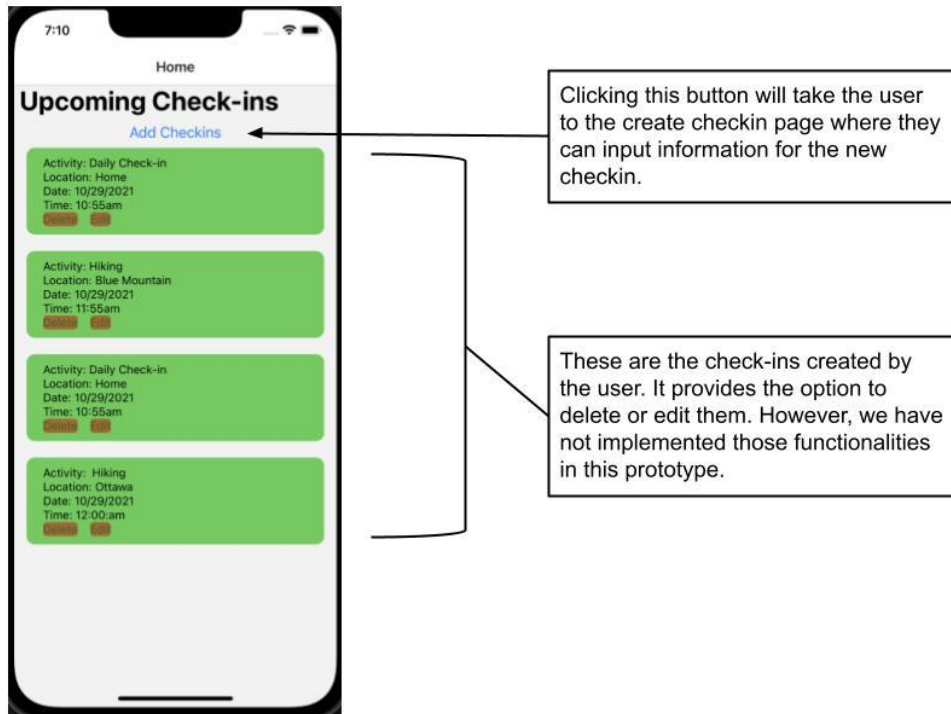 7:10
Home
Upcoming Check-ins
Add Checkins
Activity: Daily Check-in
Location: Home
Date: 10/29/2021
Time: 10:55am
Delete Edit
Activity: Hiking
Location: Blue Mountain
Date: 10/29/2021
Time: 11:55am
Delete Edit
Activity: Daily Check-in
Location: Home
Date: 10/29/2021
Time: 10:55am
Delete Edit
Activity: Hiking
Location: Ottawa
Date: 10/29/2021
Time: 12:00:am
Delete Edit
Clicking this button will take the user
to the create checkin page where they
can input information for the new
checkin.
These are the check-ins created by
the user. It provides the option to
delete or edit them. However, we have
not implemented those functionalities
in this prototype.